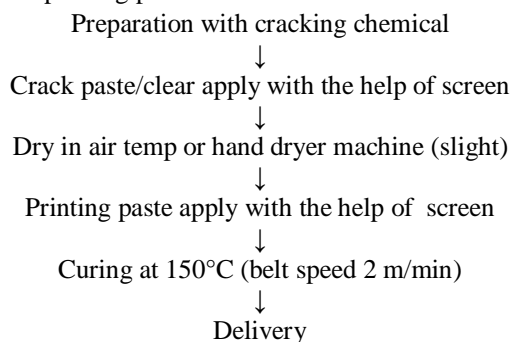 Preparation with cracking chemical
↓
Crack paste/clear apply with the help of screen
↓
Dry in air temp or hand dryer machine (slight)
↓
Printing paste apply with the help of  screen
↓
Curing at 150°C (belt speed 2 m/min)
↓
Delivery